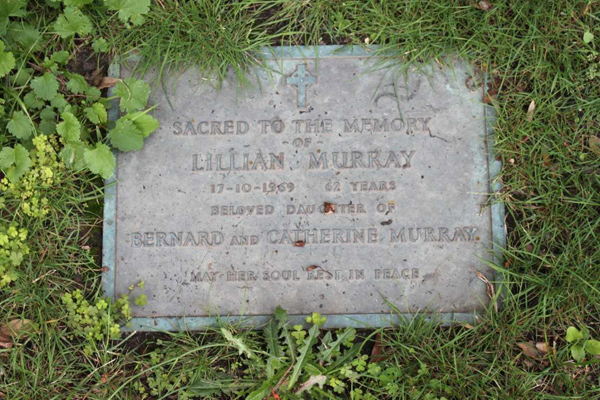 SACRED TO THE MEMORY
- OF -
LILLIAN MURRAY
17-10-1969 62 YEARS
BELOVED DAUGHTER OF
BERNARD AND CATHERINE MURRAY
MAY HER SOUL REST IN PEACE